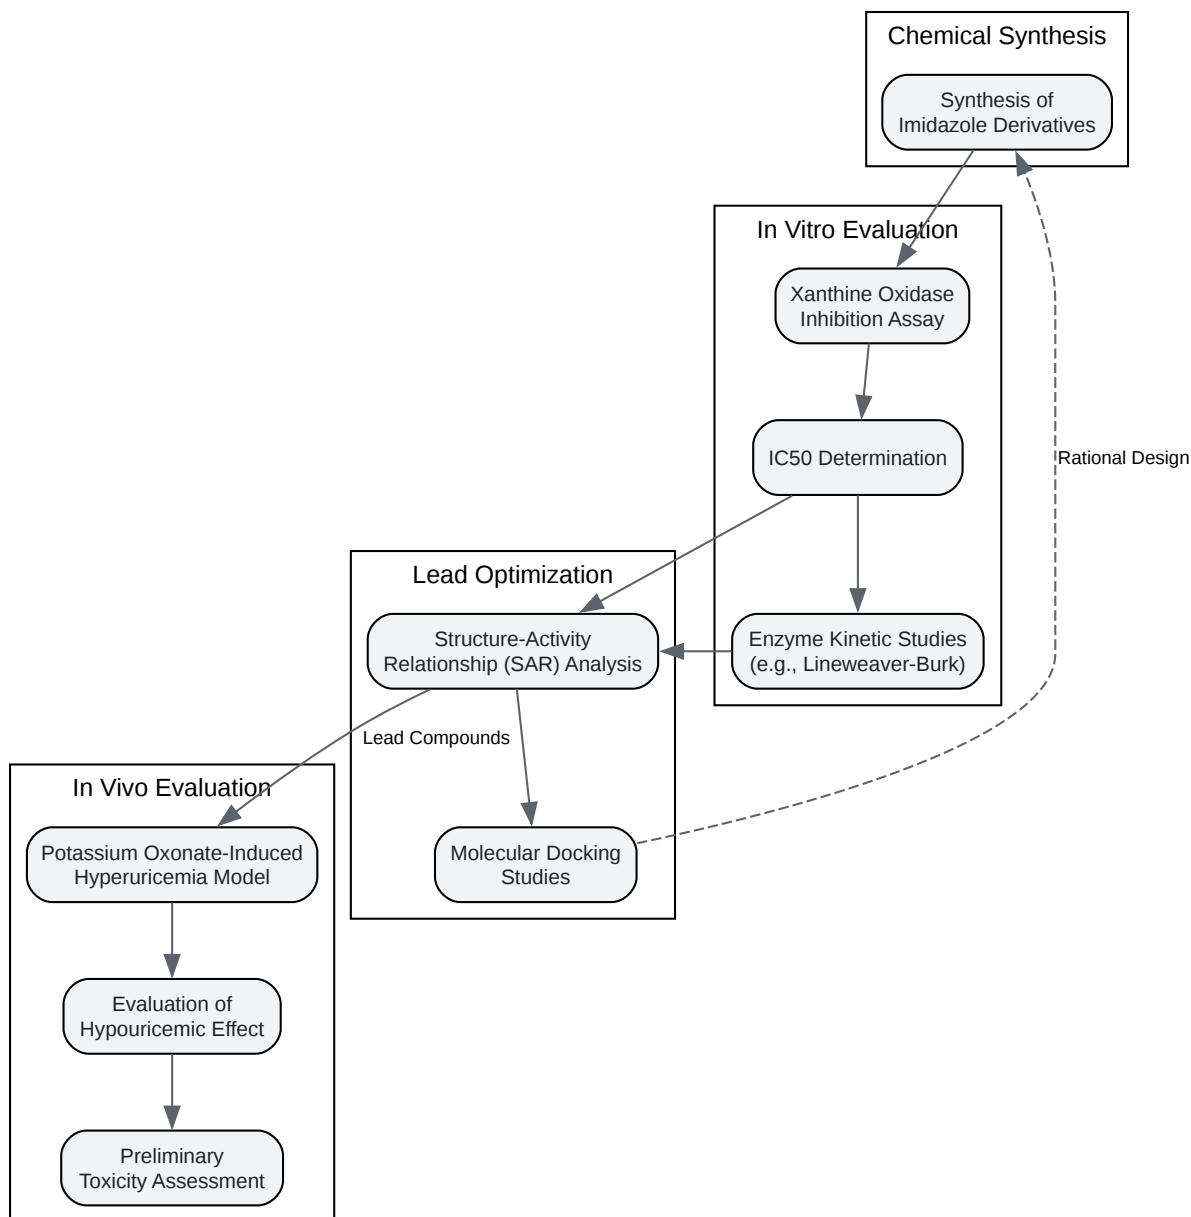 Chemical Synthesis
Synthesis of
Imidazole Derivatives
In Vitro Evaluation
Xanthine Oxidase
Inhibition Assay
IC50 Determination
Rational Design
Lead Optimization
Structure-Activity
Relationship (SAR) Analysis
Enzyme Kinetic Studies
(e.g., Lineweaver-Burk)
Lead Compounds
In Vivo Evaluation
Potassium Oxonate-Induced
Hyperuricemia Model
Molecular Docking
Studies
Evaluation of
Hypouricemic Effect
Preliminary
Toxicity Assessment